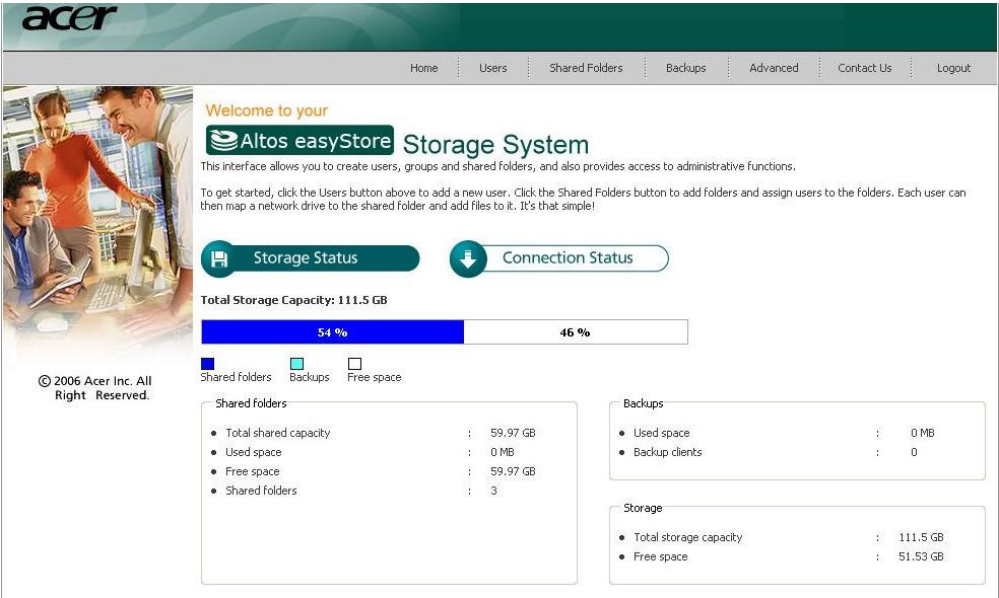 acer
Home Users Shared Folders Backups Advanced Contact Us Logout
Welcome to your
Altos easyStore Storage System
This interface allows you to create users, groups and shared folders, and also provides access to administrative functions.
To get started, click the Users button above to add a new user. Click the Shared Folders button to add folders and assign users to the folders. Each user can
then map a network drive to the shared folder and add files to it. It's that simple!
Storage Status Connection Status
Total Storage Capacity: 111.5 GB
54 % 46 %
Shared folders Backups Free space
© 2006 Acer Inc. All
Right Reserved.
Shared folders
Total shared capacity : 59.97 GB
Used space : 0 MB
Free space : 59.97 GB
Shared folders : 3
Backups
Used space : 0 MB
Backup clients : 0
Storage
Total storage capacity : 111.5 GB
Free space : 51.53 GB